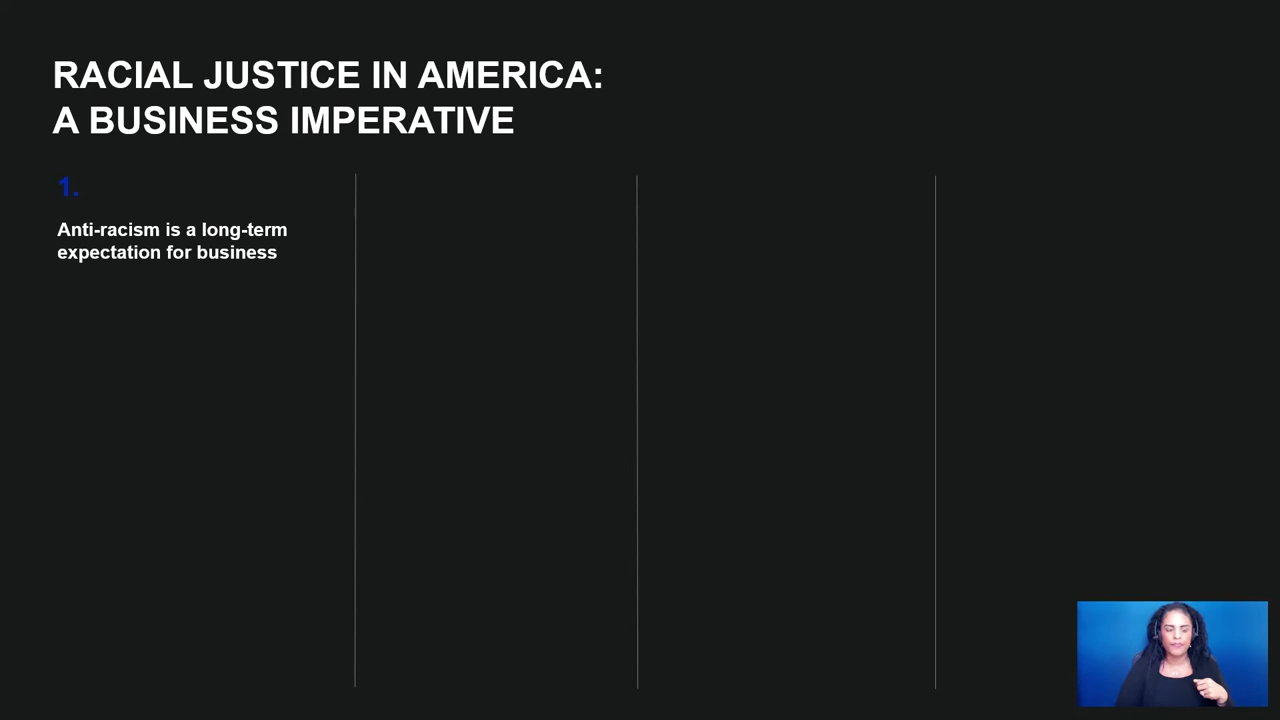 RACIAL JUSTICE IN AMERICA:
A BUSINESS IMPERATIVE
1.
Anti-racism is a long-term
expectation for business